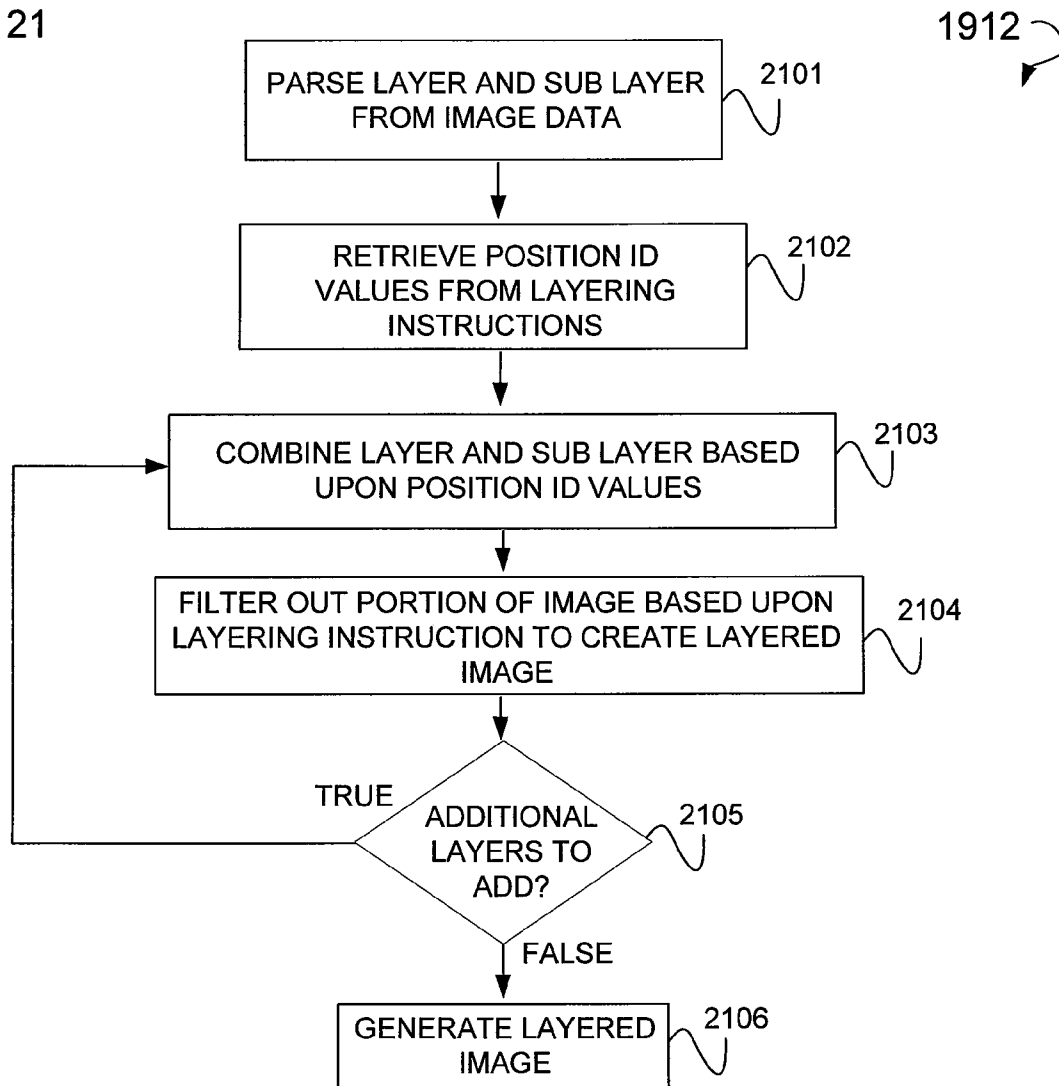 21
1912
PARSE LAYER AND SUB LAYER
FROM IMAGE DATA
2101
RETRIEVE POSITION ID
VALUES FROM LAYERING
INSTRUCTIONS
2102
COMBINE LAYER AND SUB LAYER BASED
UPON POSITION ID VALUES
2103
FILTER OUT PORTION OF IMAGE BASED UPON
LAYERING INSTRUCTION TO CREATE LAYERED
IMAGE
2104
TRUE
ADDITIONAL
LAYERS TO
ADD?
2105
FALSE
GENERATE LAYERED
IMAGE
2106